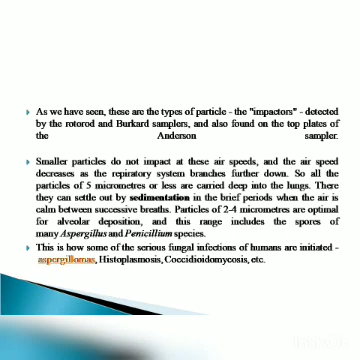 As we have seen, these are the types of particle - the "impactors" - detected
by the rotorod and Burkard samplers, and also found on the top plates of
the Anderson sampler.
Smaller particles do not impact at these air speeds, and the air speed
decreases as the repiratory system branches further down. So all the
particles of 5 micrometres or less are carried deep into the lungs. There
they can settle out by sedimentation in the brief periods when the air is
calm between successive breaths. Particles of 2-4 micrometres are optimal
for alveolar deposition, and this range includes the spores of
many Aspergillus and Penicillium species.
This is how some of the serious fungal infections of humans are initiated -
aspergillomas, Histoplasmosis, Coccidioidomycosis, etc.